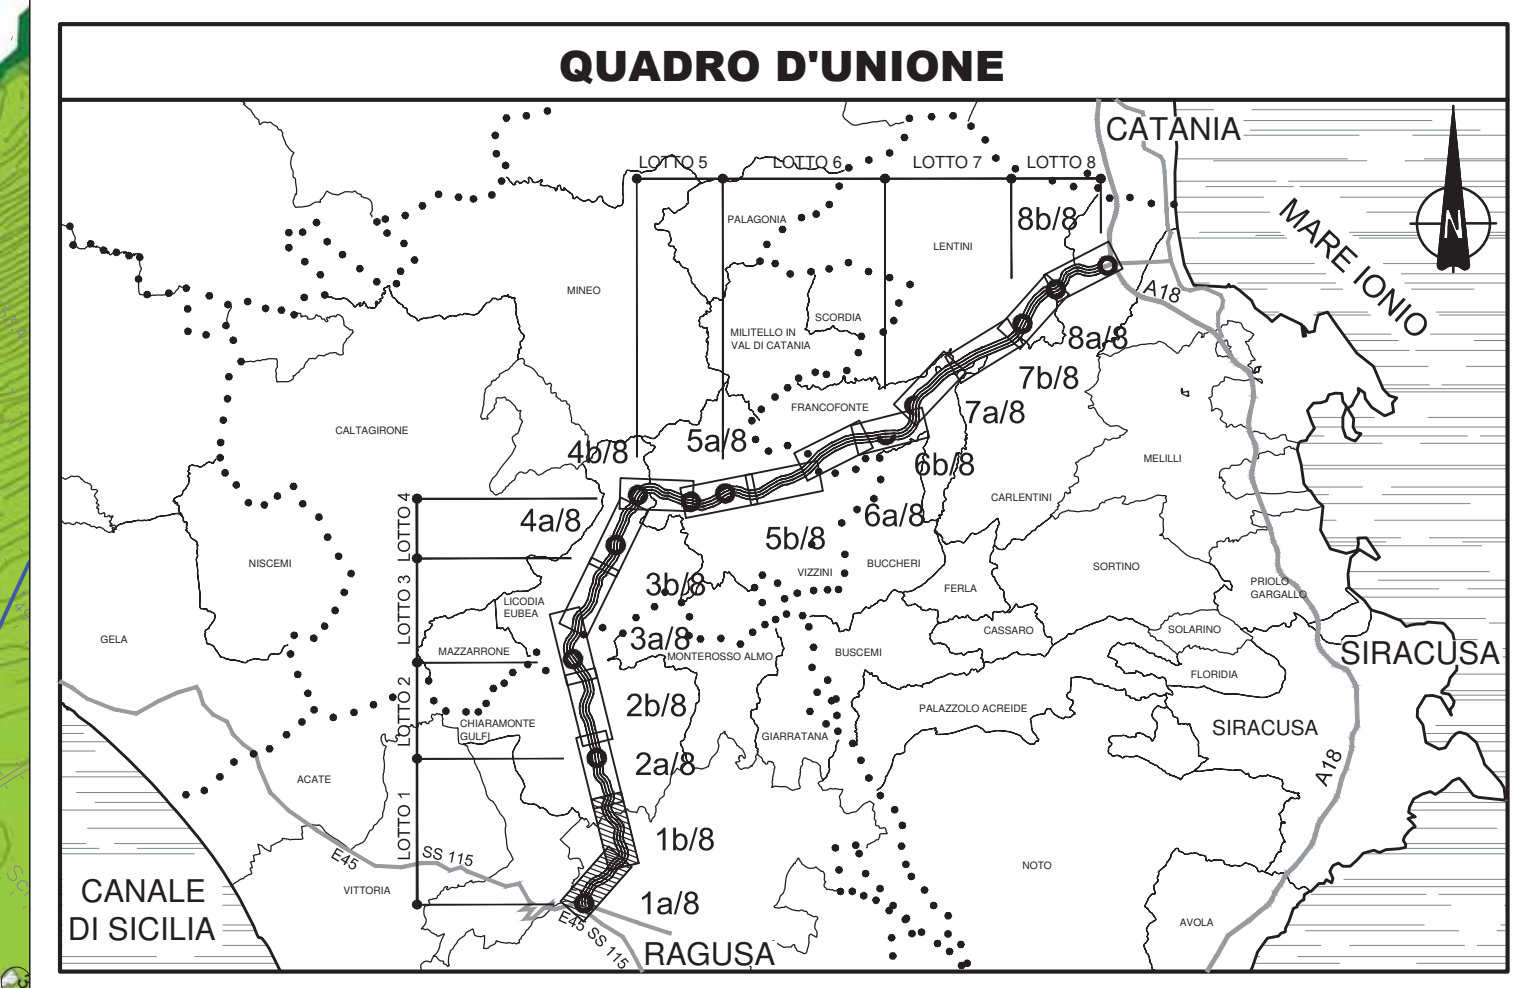 QUADRO D'UNIONE
CATANIA
LOTTO 5
LOTTO 6
LOTTO 7
LOTTO 8
PALAGONIA
8b/8
LENTINI
MARE IONIO
N
MINEO
A18
SCORDIA
MILITELLO IN
VAL DI CATANIA
8a/8
7b/8
FRANCOFONTE
7a/8
CALTAGIRONE
4b/8
5a/8
6b/8
MELILLI
CARLENTINI
LOTTO 4
4a/8
6a/8
5b/8
NISCEMI
VIZZINI
BUCCHERI
SORTINO
3b/8
FERLA
PRIOLO
GARGALLO
LOTTO 3
LICODIA
EUBEA
CASSARO
SOLARINO
GELA
3a/8
MAZZARRONE
MONTEROSSO ALMO
BUSCEMI
SIRACUSA
FLORIDIA
LOTTO 2
2b/8
PALAZZOLO ACREIDE
CHIARAMONTE
GULFI
GIARRATANA
SIRACUSA
2a/8
ACATE
A18
LOTTO 1
1b/8
E45
SS 115
NOTO
CANALE
DI SICILIA
VITTORIA
1a/8
E45 SS 115
AVOLA
RAGUSA